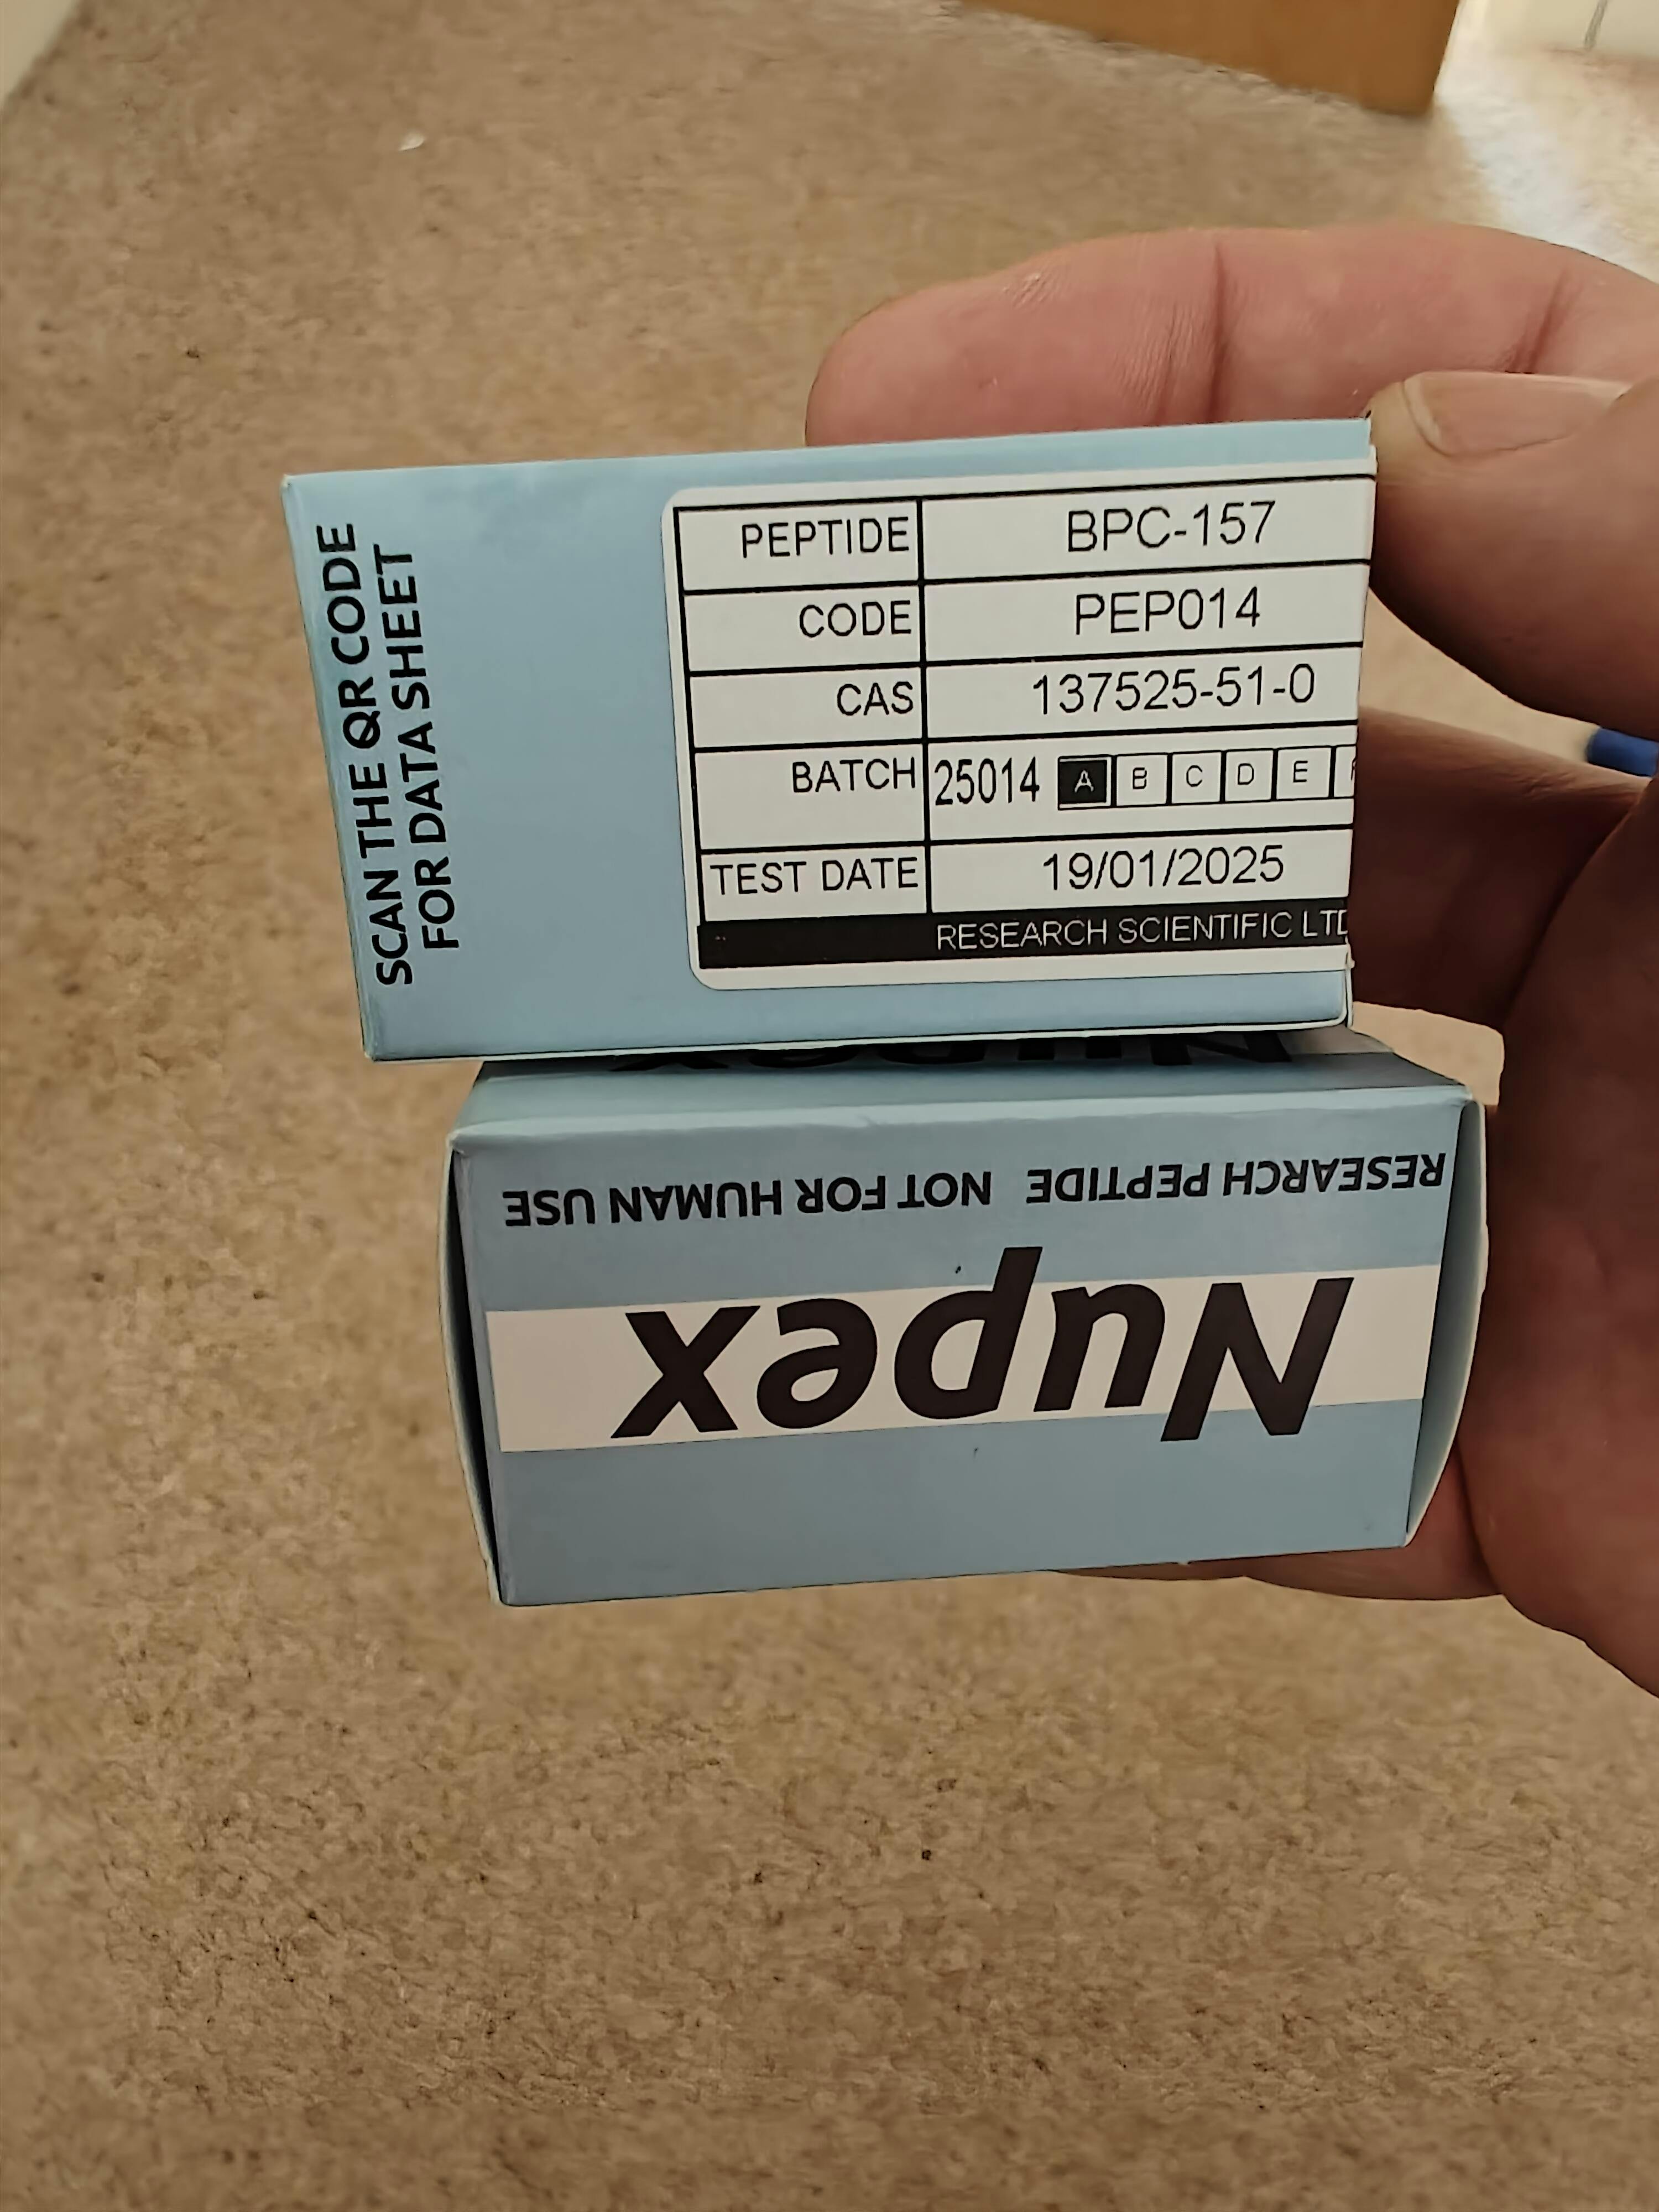 SCAN THE QR CODE
FOR DATA SHEET
PEPTIDE BPC-157
CODE PEP014
CAS 137525-51-0
BATCH 25014 A B C D E
TEST DATE 19/01/2025
RESEARCH SCIENTIFIC LTD
Nupex
RESEARCH PEPTIDE NOT FOR HUMAN USE
Nupex